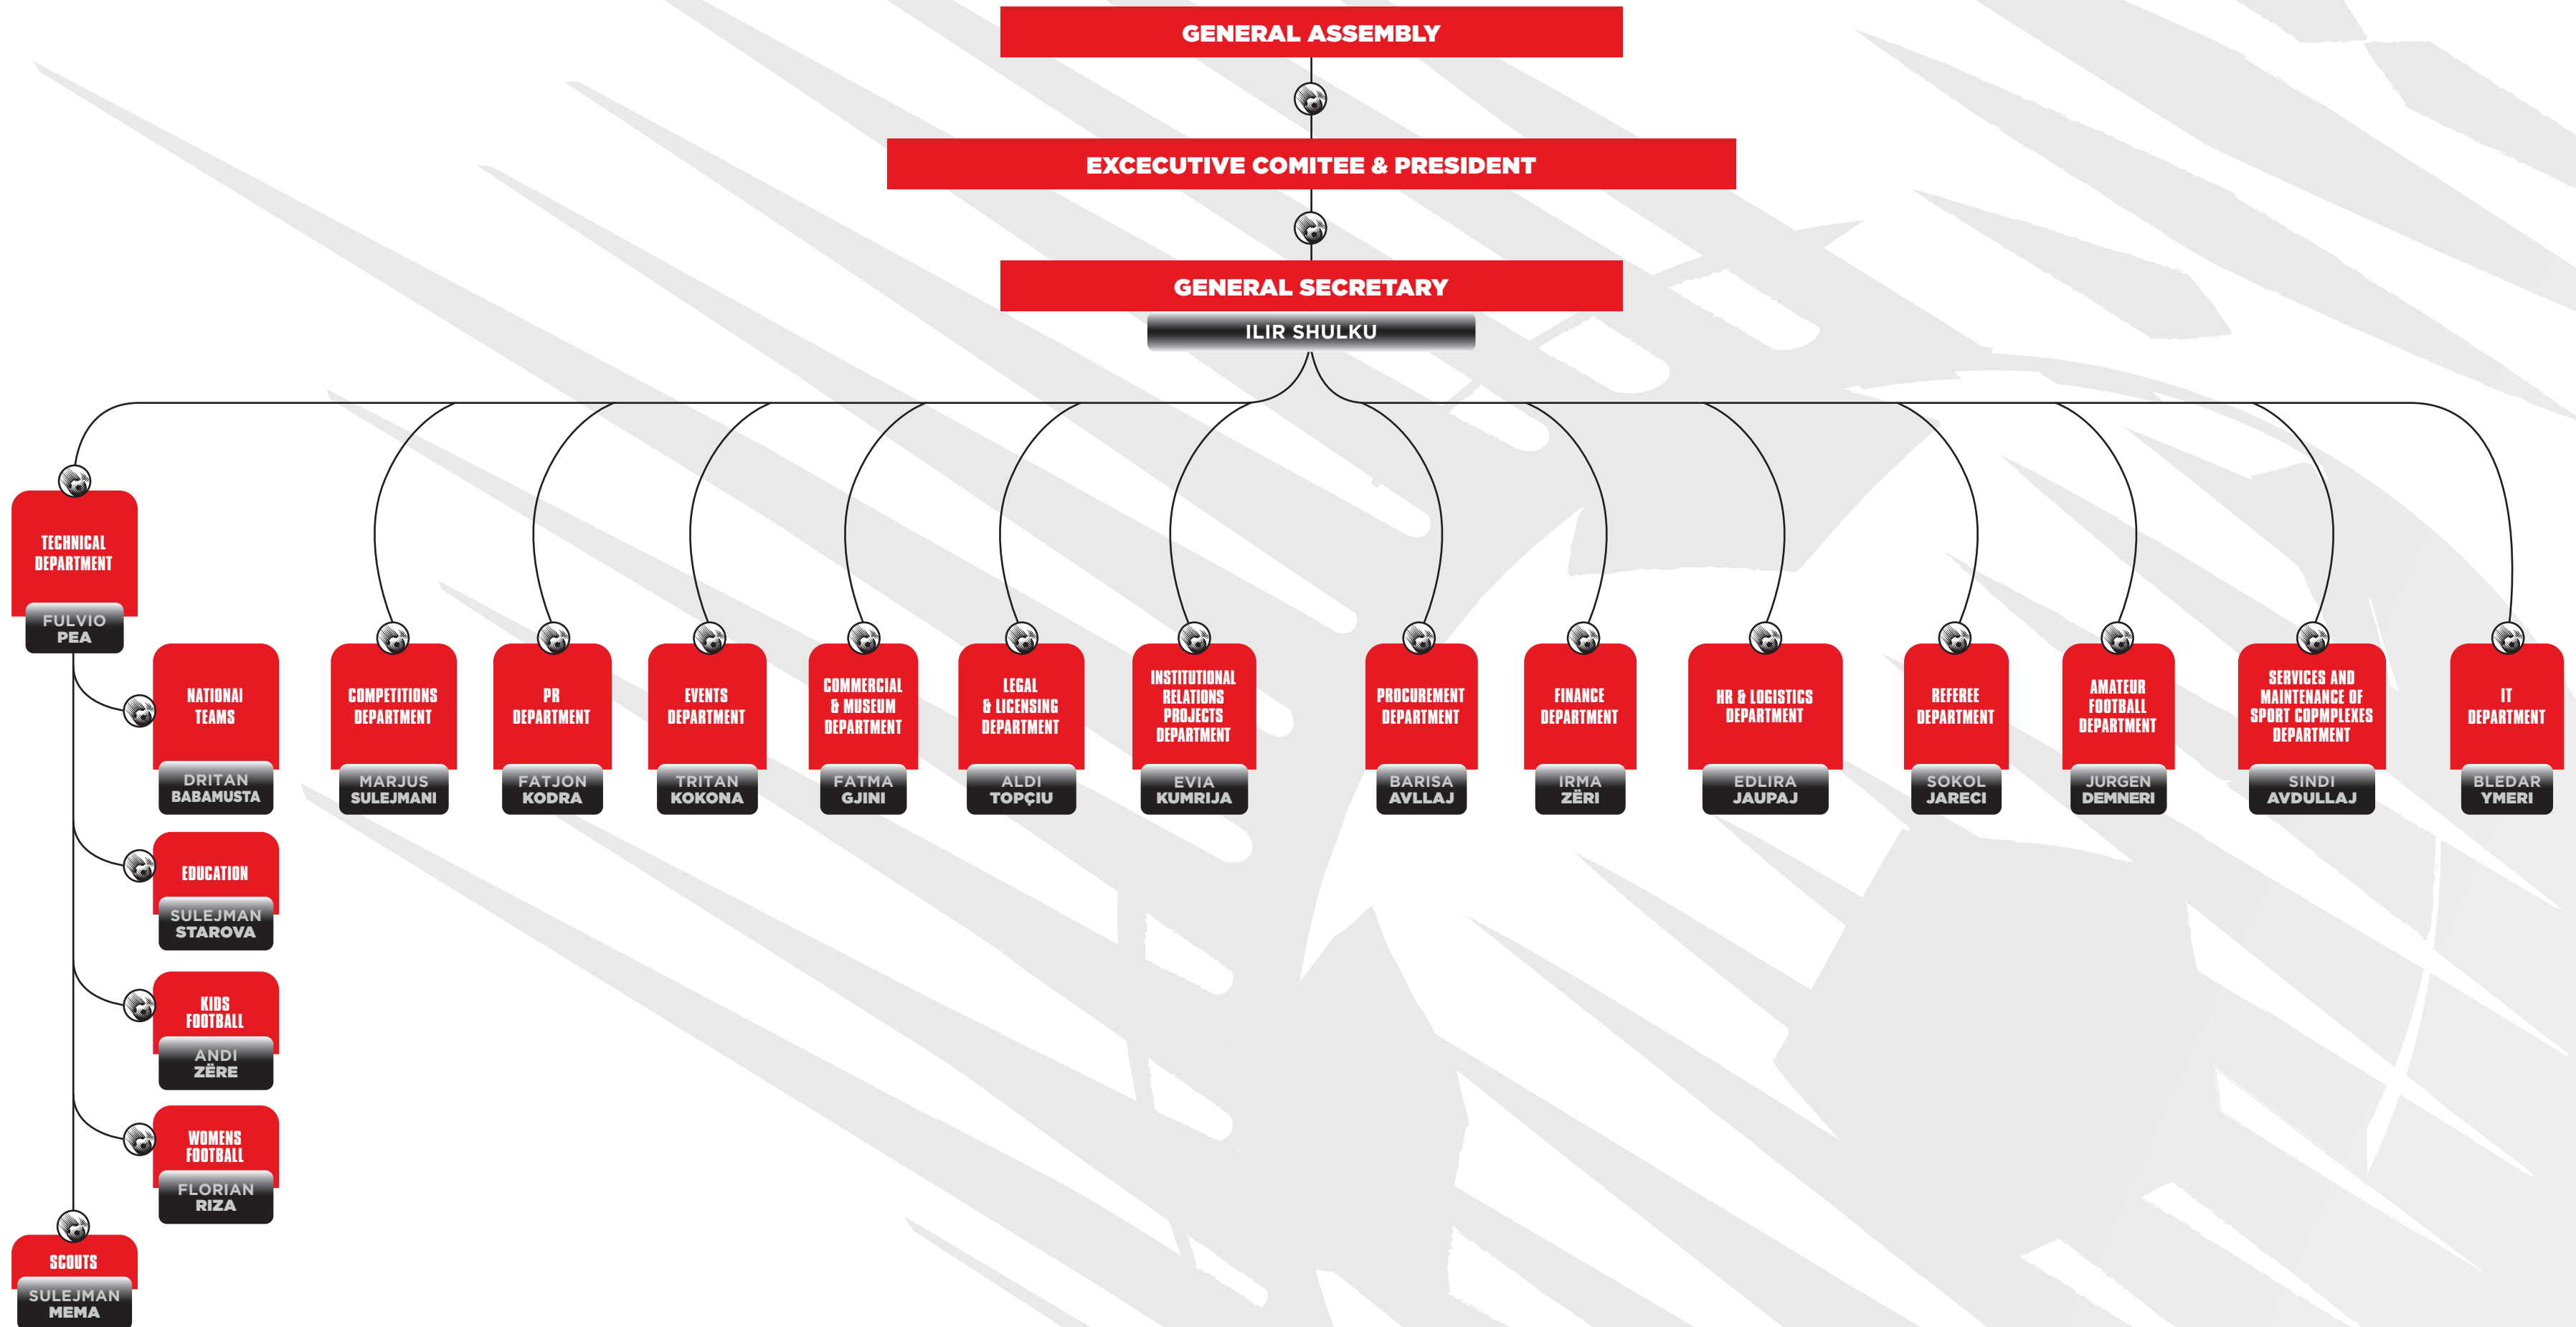 GENERAL ASSEMBLY
EXCECUTIVE COMITEE & PRESIDENT
GENERAL SECRETARY
ILIR SHULKU
TECHNICAL
DEPARTMENT
FULVIO
PEA
NATIONAl
TEAMS
DRITAN
BABAMUSTA
EDUCATION
SULEJMAN
STAROVA
KIDS
FOOTBALL
ANDI
ZËRE
WOMENS
FOOTBALL
FLORIAN
RIZA
SCOUTS
SULEJMAN
MEMA
COMPETITIONS
DEPARTMENT
MARJUS
SULEJMANI
PR
DEPARTMENT
FATJON
KODRA
EVENTS
DEPARTMENT
TRITAN
KOKONA
COMMERCIAL
& MUSEUM
DEPARTMENT
FATMA
GJINI
LEGAL
& LICENSING
DEPARTMENT
ALDI
TOPÇIU
INSTITUTIONAL
RELATIONS
PROJECTS
DEPARTMENT
EVIA
KUMRIJA
PROCUREMENT
DEPARTMENT
BARISA
AVLLAJ
FINANCE
DEPARTMENT
IRMA
ZËRI
HR & LOGISTICS
DEPARTMENT
EDLIRA
JAUPAJ
REFEREE
DEPARTMENT
SOKOL
JARECI
AMATEUR
FOOTBALL
DEPARTMENT
JURGEN
DEMNERI
SERVICES AND
MAINTENANCE OF
SPORT COPMPLEXES
DEPARTMENT
SINDI
AVDULLAJ
IT
DEPARTMENT
BLEDAR
YMERI